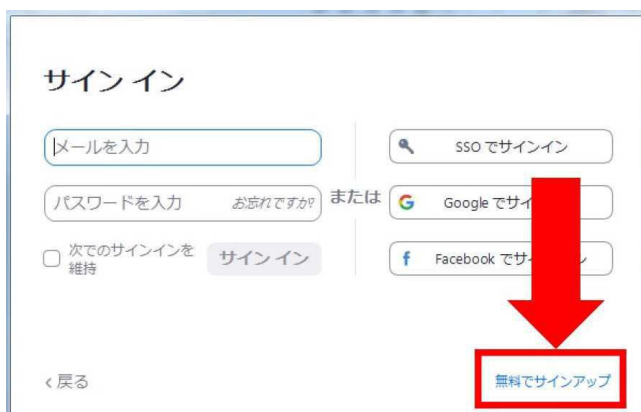 サイン イン
メールを入力
パスワードを入力 お忘れですか?
次でのサインインを
維持
サイン イン
または
SSO でサインイン
Google でサイ
Facebook でサ ン
戻る
無料でサインアップ